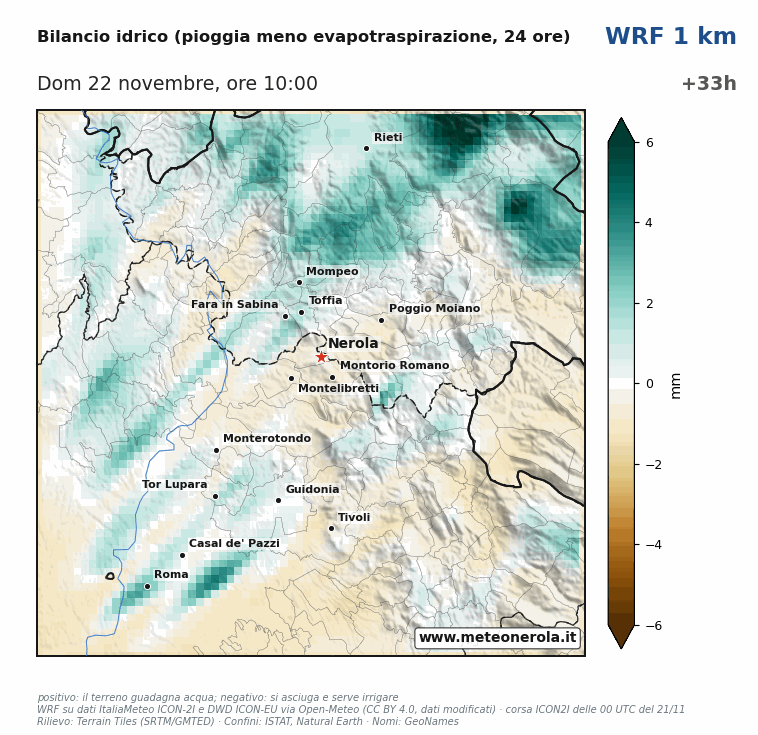 Bilancio idrico (pioggia meno evapotraspirazione, 24 ore)
WRF 1 km
Dom 22 novembre, ore 10:00
+33h
Rieti
Mompeo
Fara in Sabina
Toffia
Poggio Moiano
Nerola
Montorio Romano
Montelibretti
Monterotondo
Tor Lupara
Guidonia
Tivoli
Casal de' Pazzi
Roma
www.meteonerola.it
6
4
2
0
−2
−4
−6
mm
positivo: il terreno guadagna acqua; negativo: si asciuga e serve irrigare
WRF su dati ItaliaMeteo ICON-2I e DWD ICON-EU via Open-Meteo (CC BY 4.0, dati modificati) · corsa ICON2I delle 00 UTC del 21/11
Rilievo: Terrain Tiles (SRTM/GMTED) · Confini: ISTAT, Natural Earth · Nomi: GeoNames